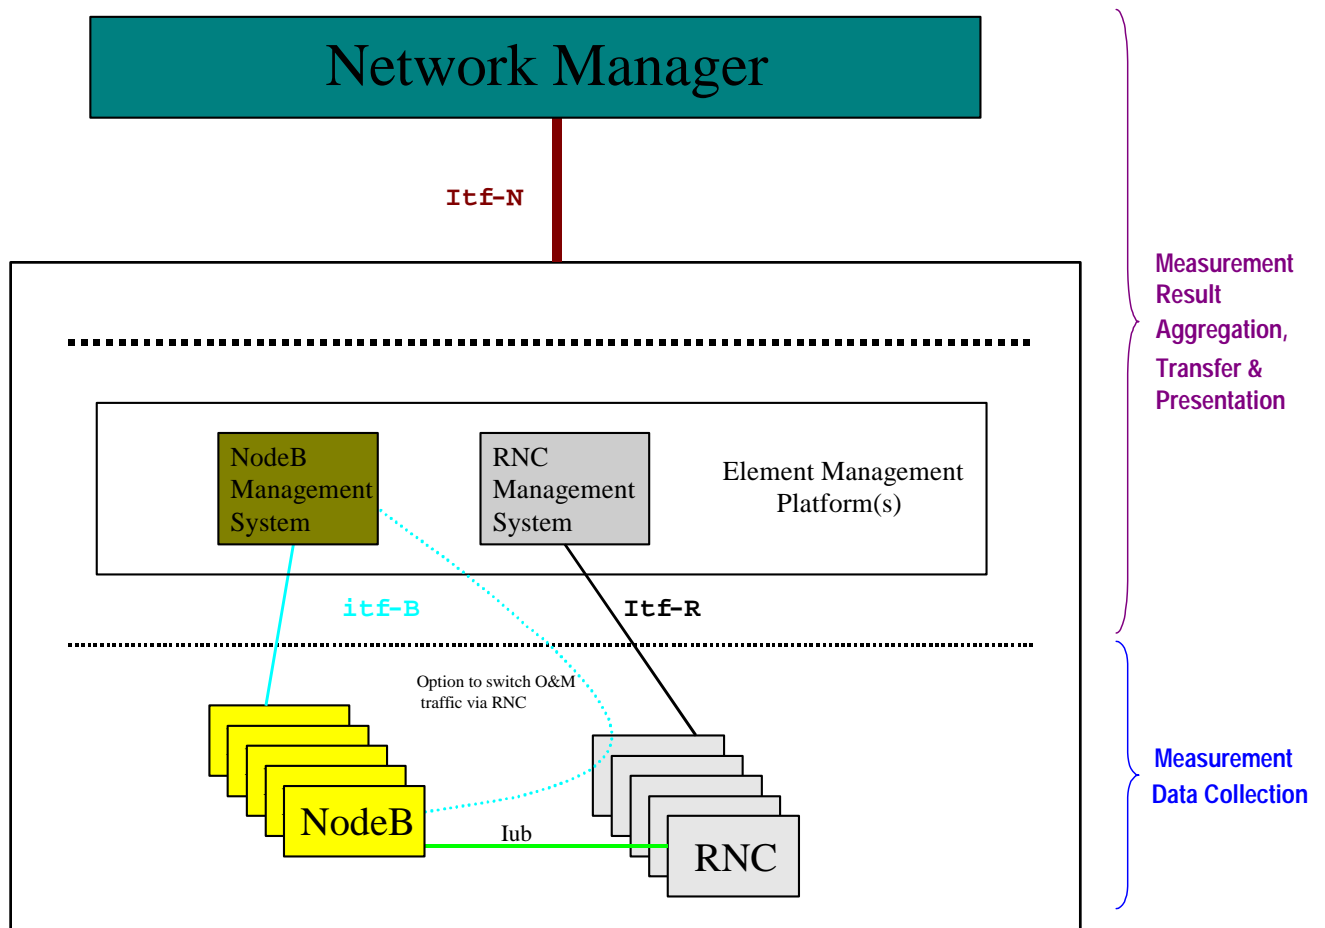 Network Manager
Itf-N
Measurement
Result
Aggregation,
Transfer &
Presentation
NodeB
Management
System
RNC
Management
System
Element Management
Platform(s)
itf-B
Itf-R
Option to switch O&M
traffic via RNC
Measurement
Data Collection
NodeB
Iub
RNC